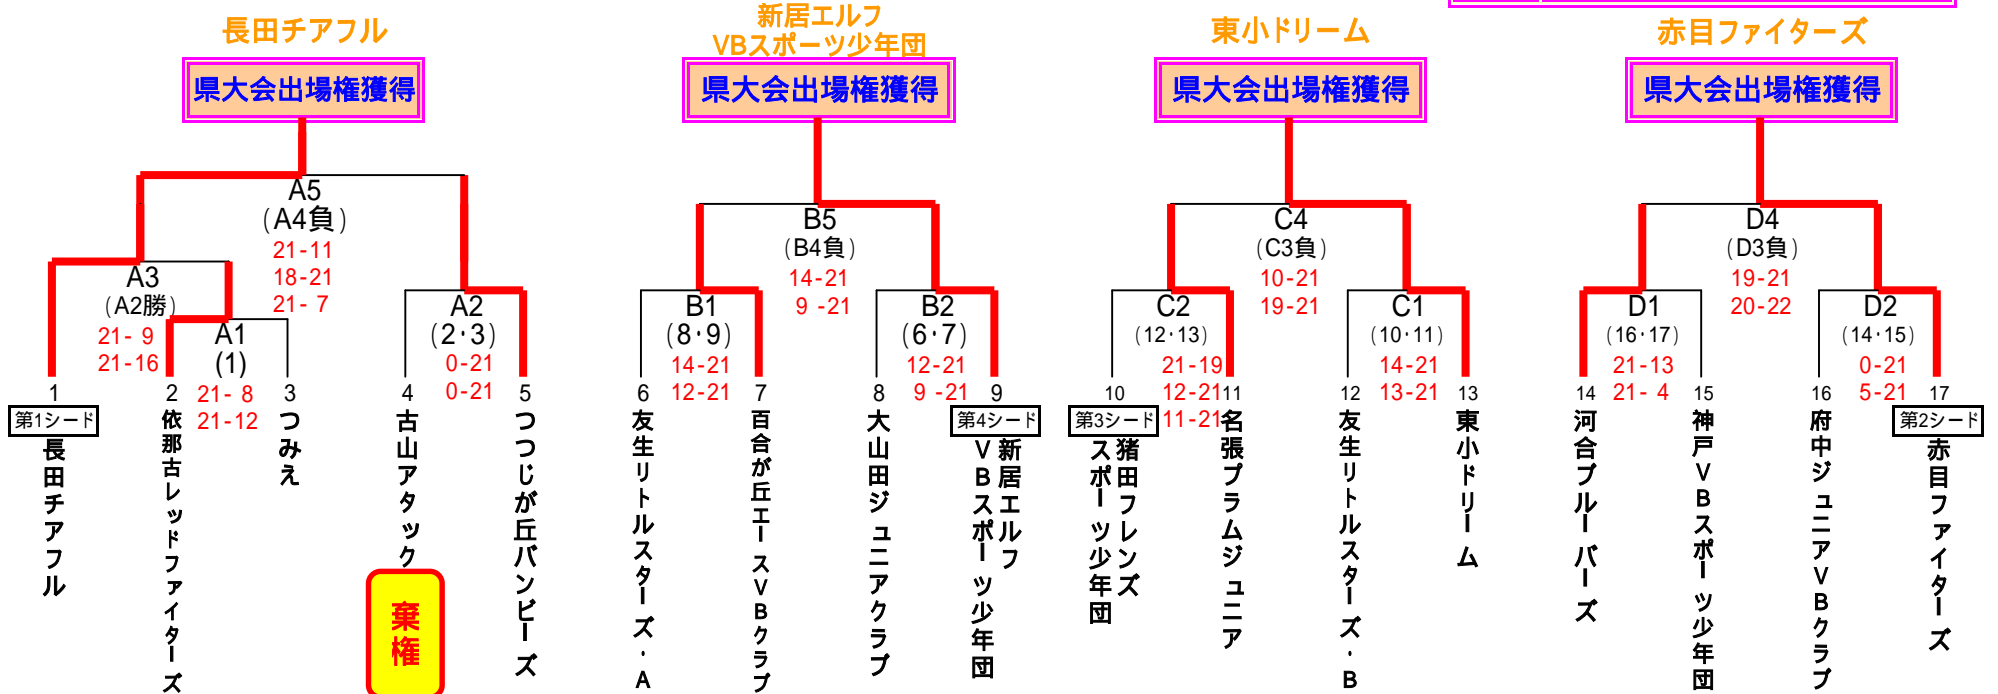 長田チアフル
新居エルフ
VBスポーツ少年団
東小ドリーム
赤目ファイターズ
県大会出場権獲得
県大会出場権獲得
県大会出場権獲得
県大会出場権獲得
A5
(A4負)
21-11
18-21
21- 7
A3
(A2勝)
21- 9
21-16
A1
(1)
21- 8
21-12
A2
(2·3)
0-21
0-21
B5
(B4負)
14-21
9 -21
B1
(8·9)
14-21
12-21
B2
(6·7)
12-21
9 -21
C4
(C3負)
10-21
19-21
C2
(12·13)
21-19
12-21
11-21
C1
(10·11)
14-21
13-21
D4
(D3負)
19-21
20-22
D1
(16·17)
21-13
21- 4
D2
(14·15)
0-21
5-21
1
第1シード
長田チアフル
2
依那古レッドファイターズ
3
つみえ
4
古山アタック
棄権
5
つつじが丘バンビーズ
6
友生リトルスターズ・A
7
百合が丘エースVBクラブ
8
大山田ジュニアクラブ
9
第4シード
新居エルフ
VBスポーツ少年団
10
第3シード
猪田フレンズ
スポーツ少年団
11
名張プラムジュニア
12
友生リトルスターズ・B
13
東小ドリーム
14
河合ブルーバーズ
15
神戸VBスポーツ少年団
16
府中ジュニアVBクラブ
17
第2シード
赤目ファイターズ